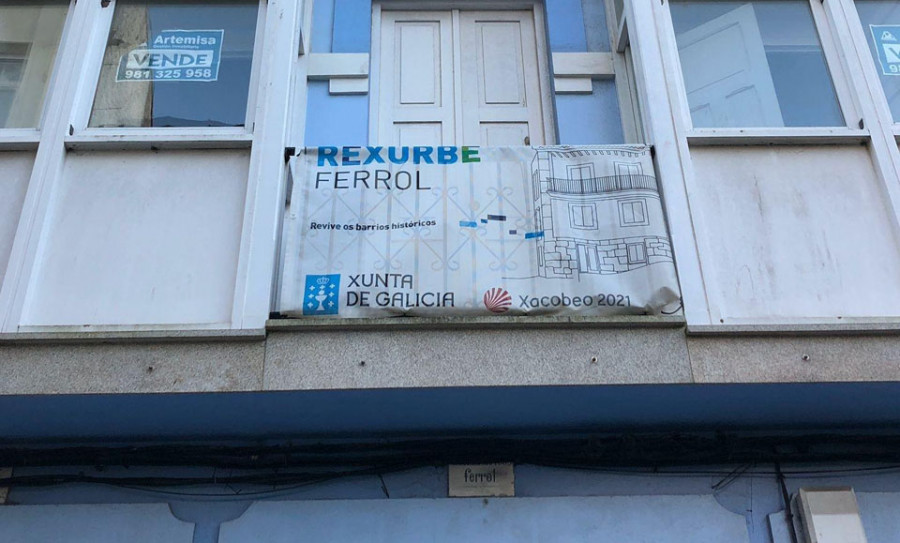 Artemisa
VENDE
981 325 958
REXURBE
FERROL
Revive os barrios históricos
XUNTA
DE GALICIA
Xacobeo 2021
ferrol